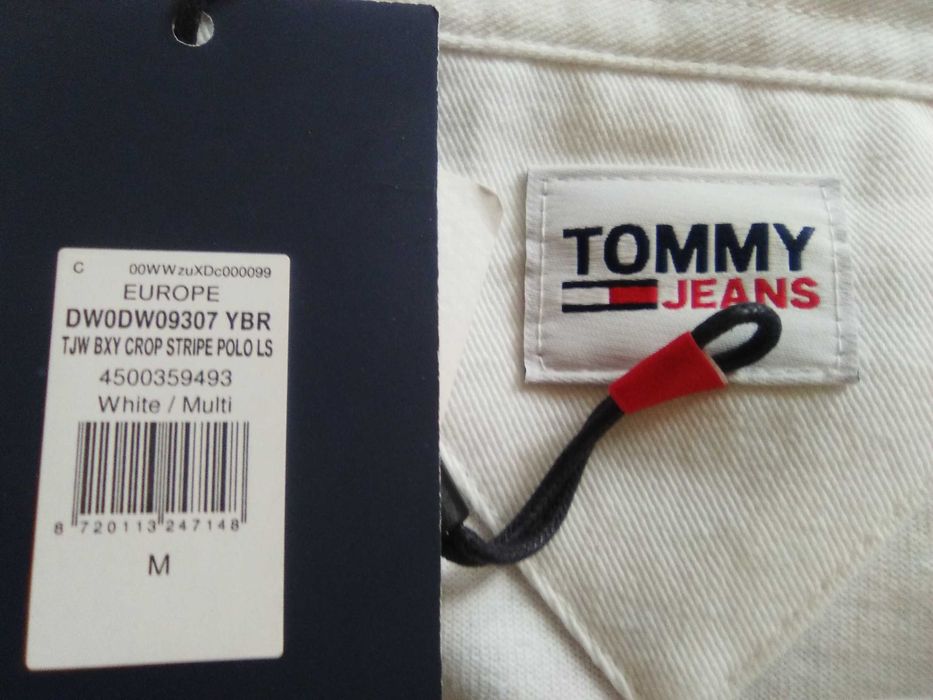 C 00WWzuXDc000099
EUROPE
DW0DW09307 YBR
TJW BXY CROP STRIPE POLO LS
4500359493
White / Multi
8 720113 247148
M
TOMMY
JEANS